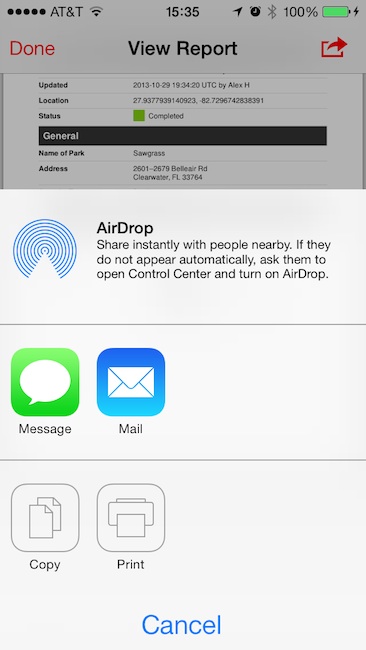 AT&T 15:35 100%
Done View Report
Updated 2013-10-29 19:34:20 UTC by Alex H
Location 27.9377939140923, -82.7296742838391
Status Completed
General
Name of Park Sawgrass
Address 2601–2679 Belleair Rd
Clearwater, FL 33764
AirDrop
Share instantly with people nearby. If they
do not appear automatically, ask them to
open Control Center and turn on AirDrop.
Message Mail
Copy Print
Cancel